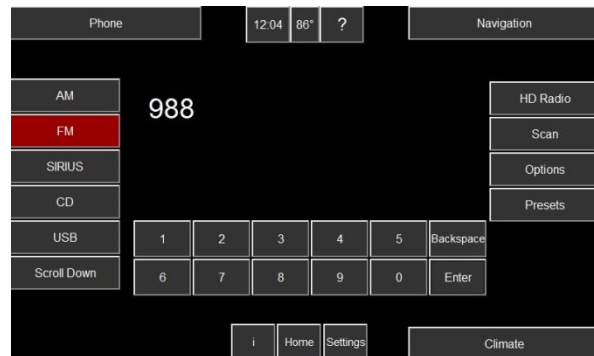 Phone 12:04 86° ? Navigation
AM
FM
SIRIUS
CD
USB
Scroll Down
988
HD Radio
Scan
Options
Presets
1 2 3 4 5 Backspace
6 7 8 9 0 Enter
i Home Settings Climate